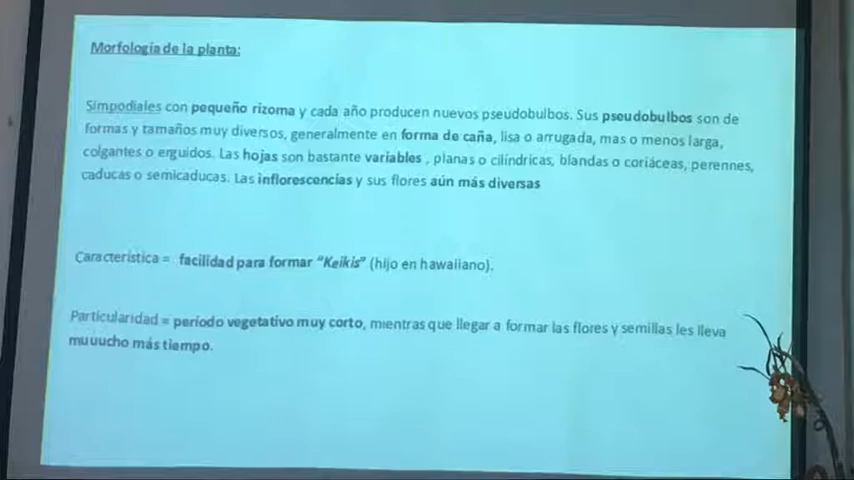 Morfología de la planta:
Simpodiales con pequeño rizoma y cada año producen nuevos pseudobulbos. Sus pseudobulbos son de
formas y tamaños muy diversos, generalmente en forma de caña, lisa o arrugada, mas o menos larga,
colgantes o erguidos. Las hojas son bastante variables , planas o cilíndricas, blandas o coriáceas, perennes,
caducas o semicaducas. Las inflorescencias y sus flores aún más diversas
Característica = facilidad para formar "Keikis" (hijo en hawaiiano).
Particularidad = periodo vegetativo muy corto, mientras que llegar a formar las flores y semillas les lleva
muuucho más tiempo.